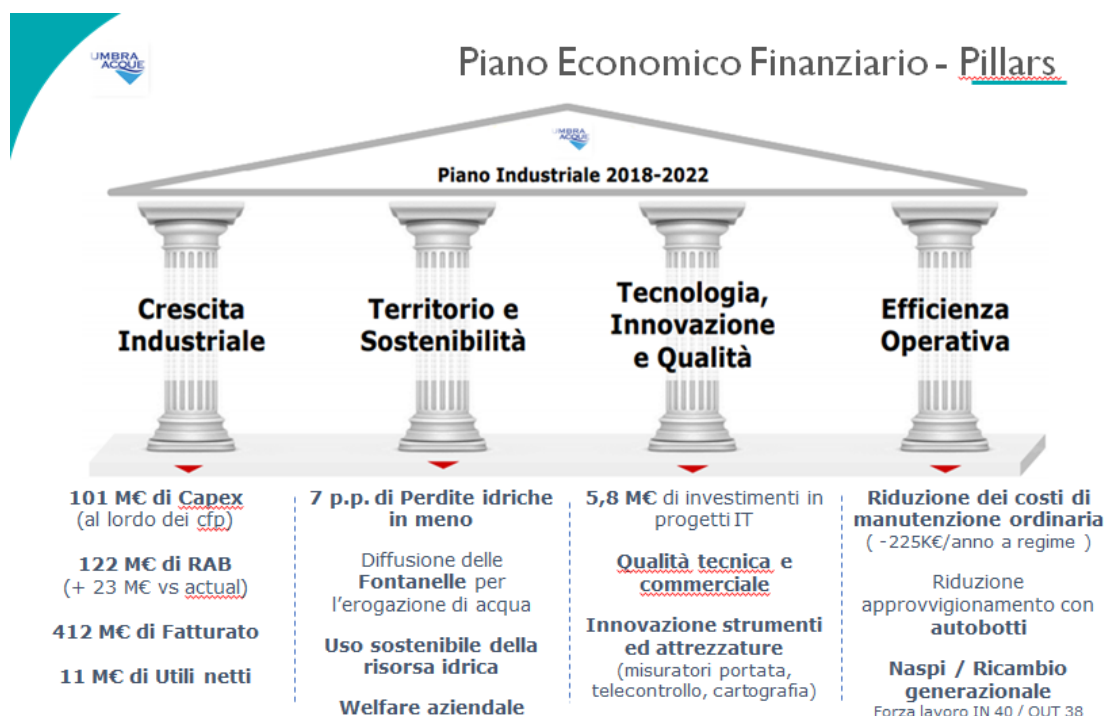 UMBRA
ACQUE
Piano Economico Finanziario - Pillars
UMBRA
ACQUE
Piano Industriale 2018-2022
Crescita
Industriale
Territorio e
Sostenibilità
Tecnologia,
Innovazione
e Qualità
Efficienza
Operativa
101 M€ di Capex
(al lordo dei cfp)
122 M€ di RAB
(+ 23 M€ vs actual)
412 M€ di Fatturato
11 M€ di Utili netti
7 p.p. di Perdite idriche
in meno
Diffusione delle
Fontanelle per
l'erogazione di acqua
Uso sostenibile della
risorsa idrica
Welfare aziendale
5,8 M€ di investimenti in
progetti IT
Qualità tecnica e
commerciale
Innovazione strumenti
ed attrezzature
(misuratori portata,
telecontrollo, cartografia)
Riduzione dei costi di
manutenzione ordinaria
( -225K€/anno a regime )
Riduzione
approvvigionamento con
autobotti
Naspi / Ricambio
generazionale
Forza lavoro IN 40 / OUT 38